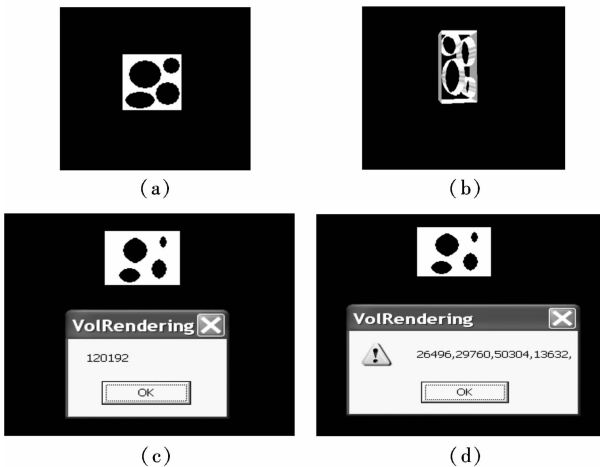 (a)
(b)
VolRendering
120192
OK
VolRendering
26496,29760,50304,13632,
OK
(c)
(d)